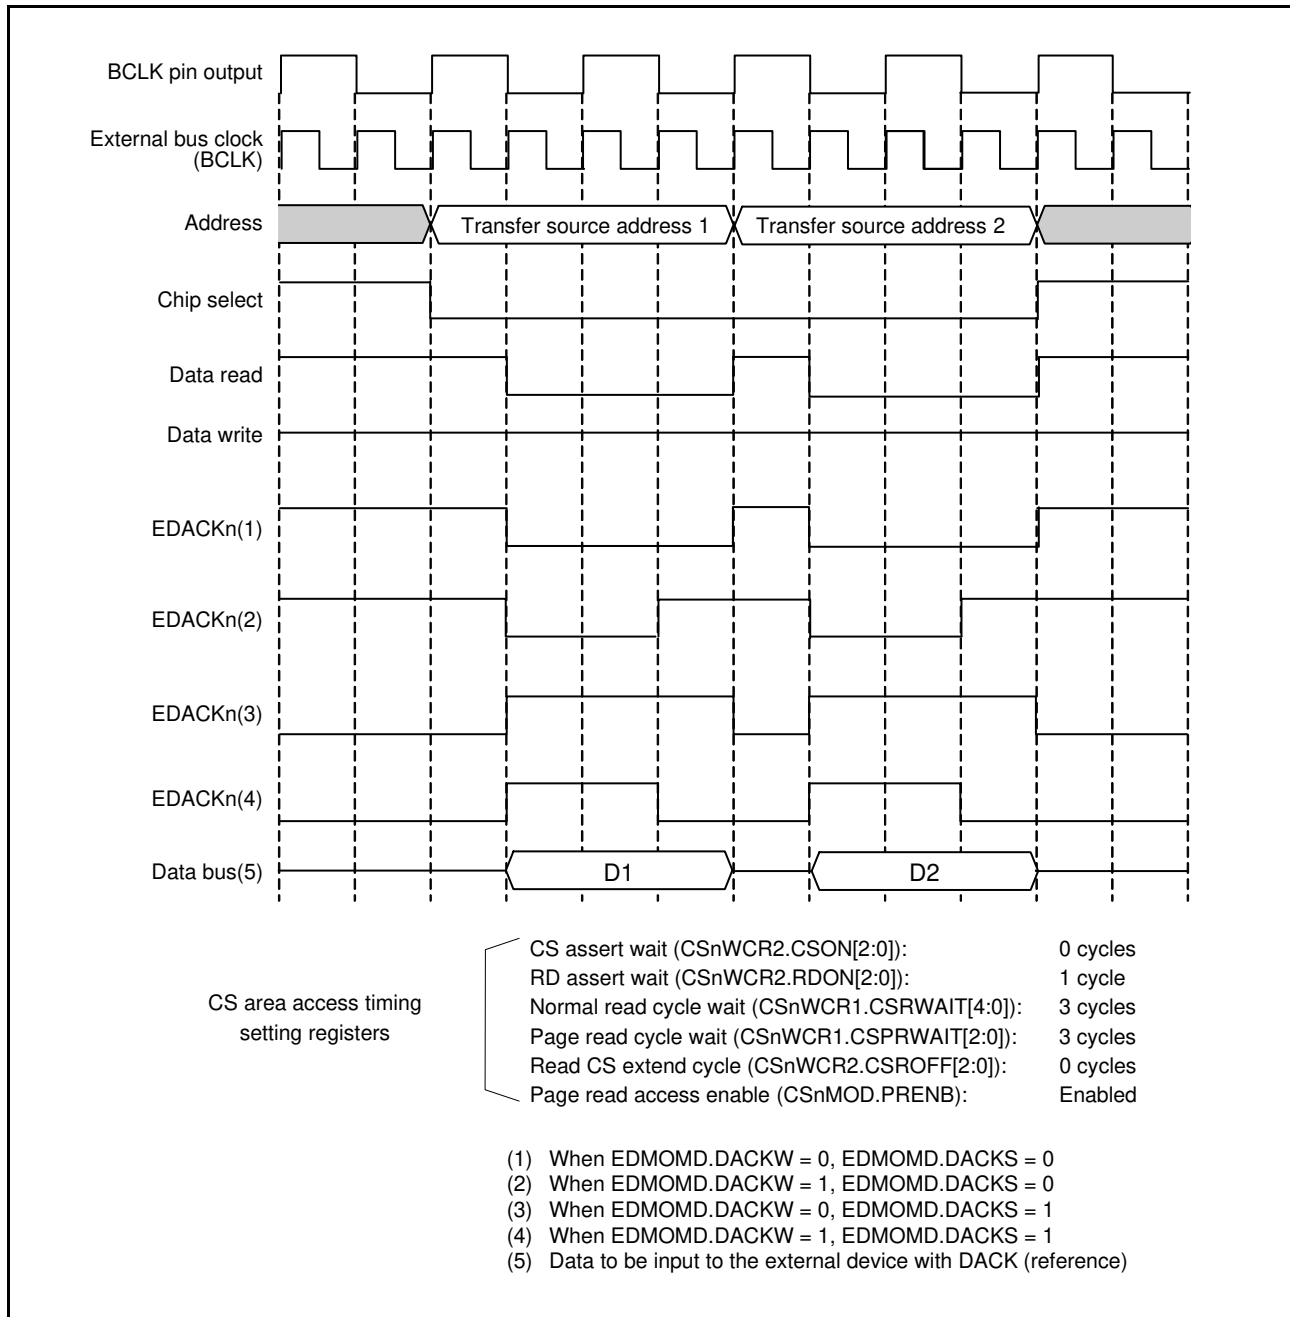 BCLK pin output
External bus clock
(BCLK)
Address
Transfer source address 1
Transfer source address 2
Chip select
Data read
Data write
EDACKn(1)
EDACKn(2)
EDACKn(3)
EDACKn(4)
Data bus(5)
D1
D2
CS area access timing
setting registers
CS assert wait (CSnWCR2.CSON[2:0]): 0 cycles
RD assert wait (CSnWCR2.RDON[2:0]): 1 cycle
Normal read cycle wait (CSnWCR1.CSRWAIT[4:0]): 3 cycles
Page read cycle wait (CSnWCR1.CSPRWAIT[2:0]): 3 cycles
Read CS extend cycle (CSnWCR2.CSROFF[2:0]): 0 cycles
Page read access enable (CSnMOD.PRENB): Enabled
(1) When EDMOMD.DACKW = 0, EDMOMD.DACKS = 0
(2) When EDMOMD.DACKW = 1, EDMOMD.DACKS = 0
(3) When EDMOMD.DACKW = 0, EDMOMD.DACKS = 1
(4) When EDMOMD.DACKW = 1, EDMOMD.DACKS = 1
(5) Data to be input to the external device with DACK (reference)